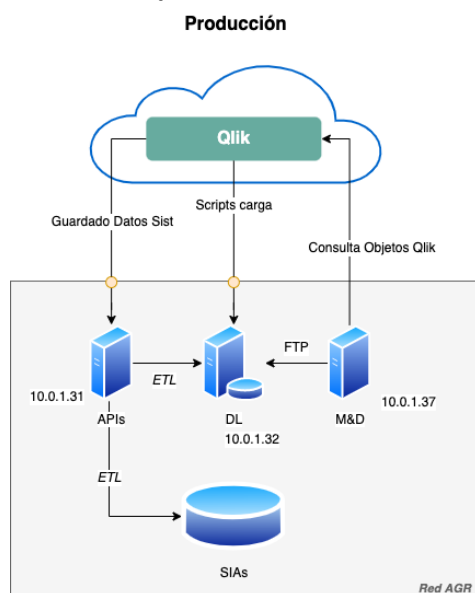 Producción
Qlik
Scripts carga
Guardado Datos Sist
Consulta Objetos Qlik
FTP
ETL
10.0.1.31
10.0.1.37
APIs
DL
M&D
10.0.1.32
ETL
SIAs
Red AGR